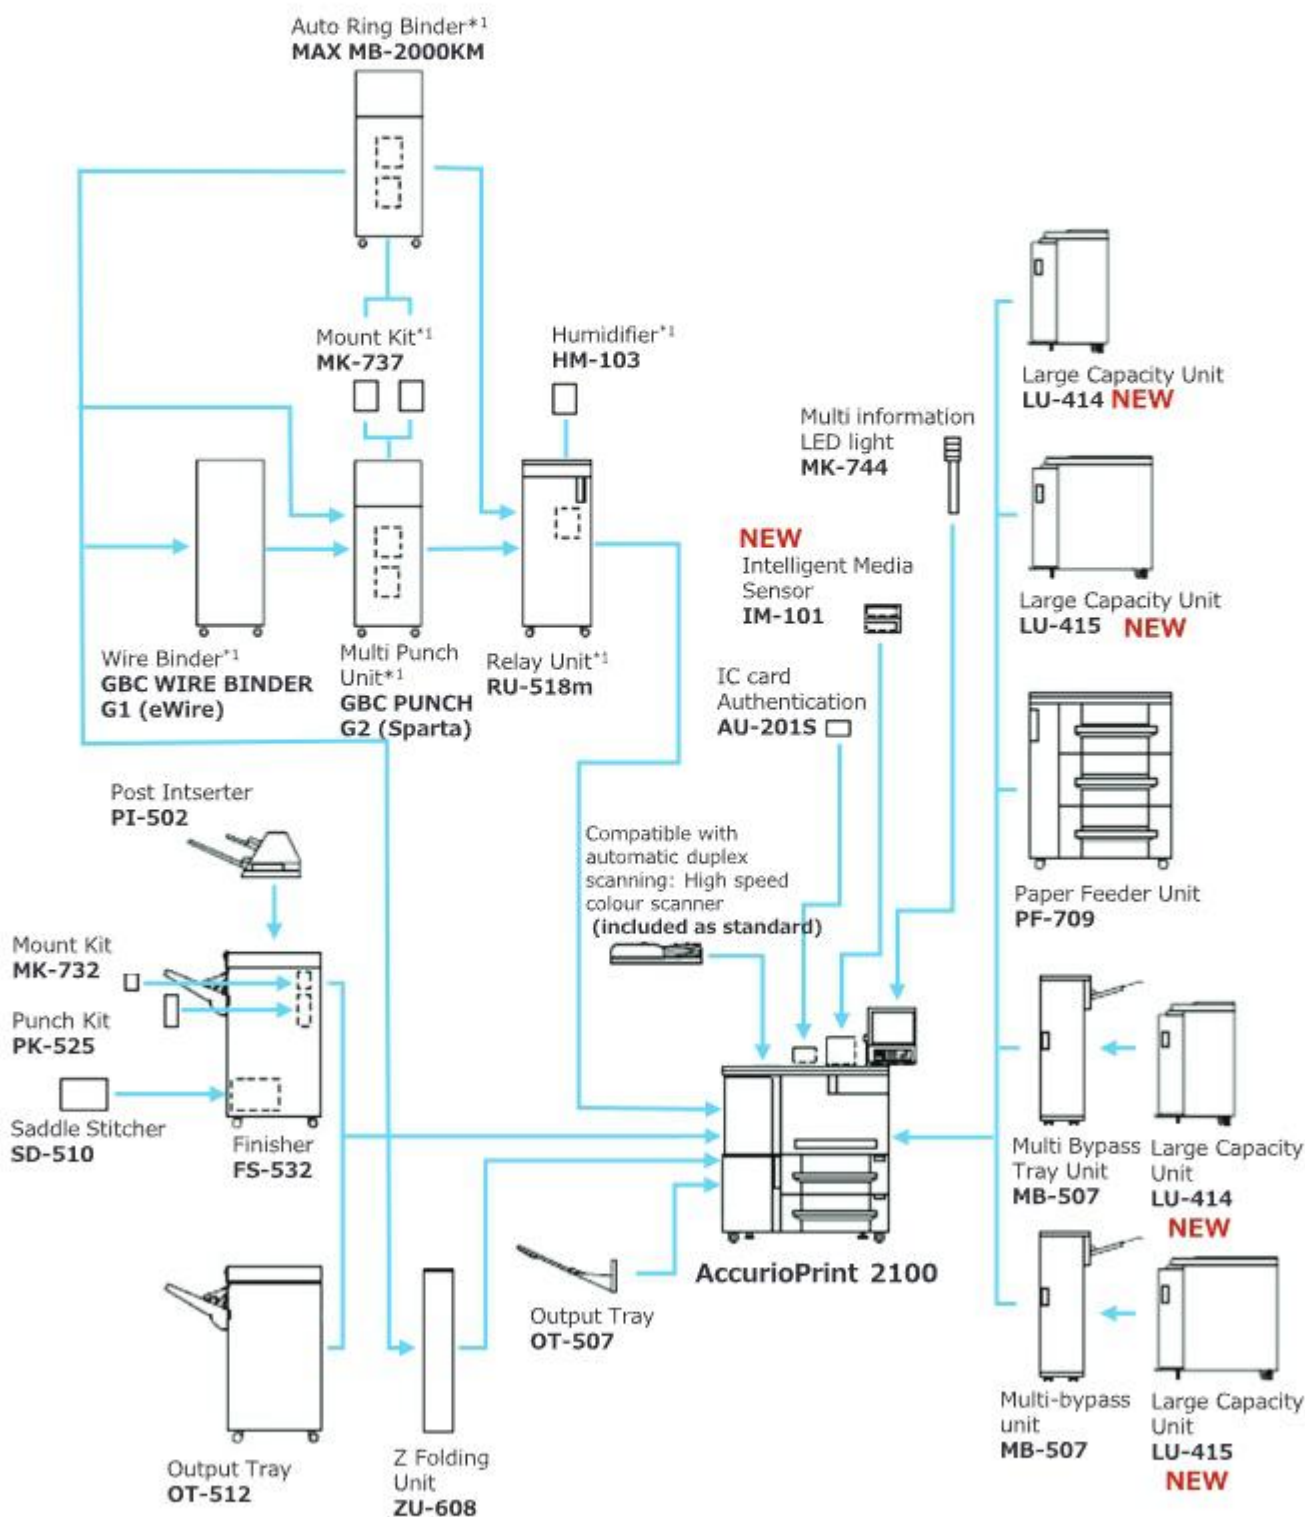 Auto Ring Binder*1
MAX MB-2000KM
Mount Kit*1
MK-737
Humidifier*1
HM-103
Wire Binder*1
GBC WIRE BINDER
G1 (eWire)
Multi Punch
Unit*1
GBC PUNCH
G2 (Sparta)
Relay Unit*1
RU-518m
Multi information
LED light
MK-744
NEW
Intelligent Media
Sensor
IM-101
IC card
Authentication
AU-201S
Large Capacity Unit
LU-414 NEW
Large Capacity Unit
LU-415 NEW
Paper Feeder Unit
PF-709
Post Intserter
PI-502
Compatible with
automatic duplex
scanning: High speed
colour scanner
(included as standard)
Mount Kit
MK-732
Punch Kit
PK-525
Saddle Stitcher
SD-510
Finisher
FS-532
Multi Bypass
Tray Unit
MB-507
Large Capacity
Unit
LU-414
NEW
AccurioPrint 2100
Output Tray
OT-507
Output Tray
OT-512
Z Folding
Unit
ZU-608
Multi-bypass
unit
MB-507
Large Capacity
Unit
LU-415
NEW